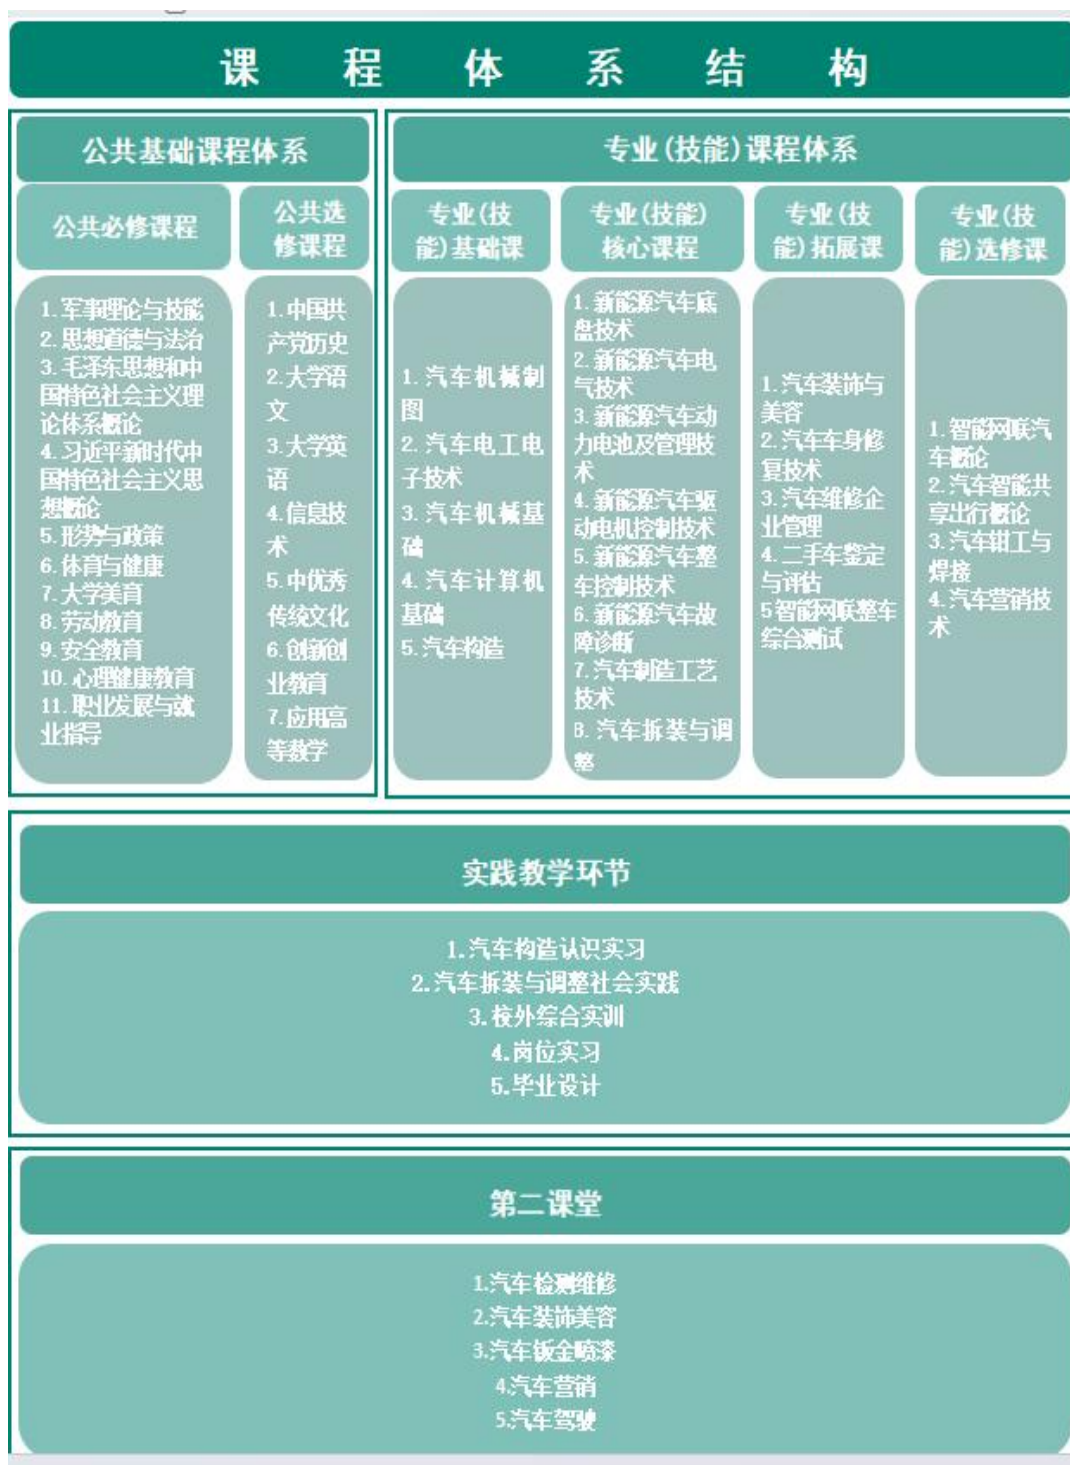 课程体系结构
公共基础课程体系
公共必修课程
1.军事理论与技能
2.思想道德与法治
3.毛泽东思想和中
国特色社会主义理
论体系概论
4.习近平新时代中
国特色社会主义思
想概论
5.形势与政策
6.体育与健康
7.大学美育
8.劳动教育
9.安全教育
10.心理健康教育
11.职业发展与就
业指导
公共选
修课程
1.中国共
产党历史
2.大学语
文
3.大学英
语
4.信息技
术
5.中优秀
传统文化
6.创新创
业教育
7.应用高
等数学
专业(技能)课程体系
专业(技
能)基础课
1.汽车机械制
图
2.汽车电工电
子技术
3.汽车机械基
础
4.汽车计算机
基础
5.汽车构造
专业(技能)
核心课程
1.新能源汽车底
盘技术
2.新能源汽车电
气技术
3.新能源汽车动
力电池及管理技
术
4.新能源汽车驱
动电机控制技术
5.新能源汽车整
车控制技术
6.新能源汽车故
障诊断
7.汽车制造工艺
技术
8.汽车拆装与调
整
专业(技
能)拓展课
1.汽车装饰与
美容
2.汽车车身修
复技术
3.汽车维修企
业管理
4.二手车鉴定
与评估
5智能网联整车
综合测试
专业(技
能)选修课
1.智能网联汽
车概论
2.汽车智能共
享出行概论
3.汽车钳工与
焊接
4.汽车营销技
术
实践教学环节
1.汽车构造认识实习
2.汽车拆装与调整社会实践
3.校外综合实训
4.岗位实习
5.毕业设计
第二课堂
1.汽车检测维修
2.汽车装饰美容
3.汽车钣金喷漆
4.汽车营销
5.汽车驾驶